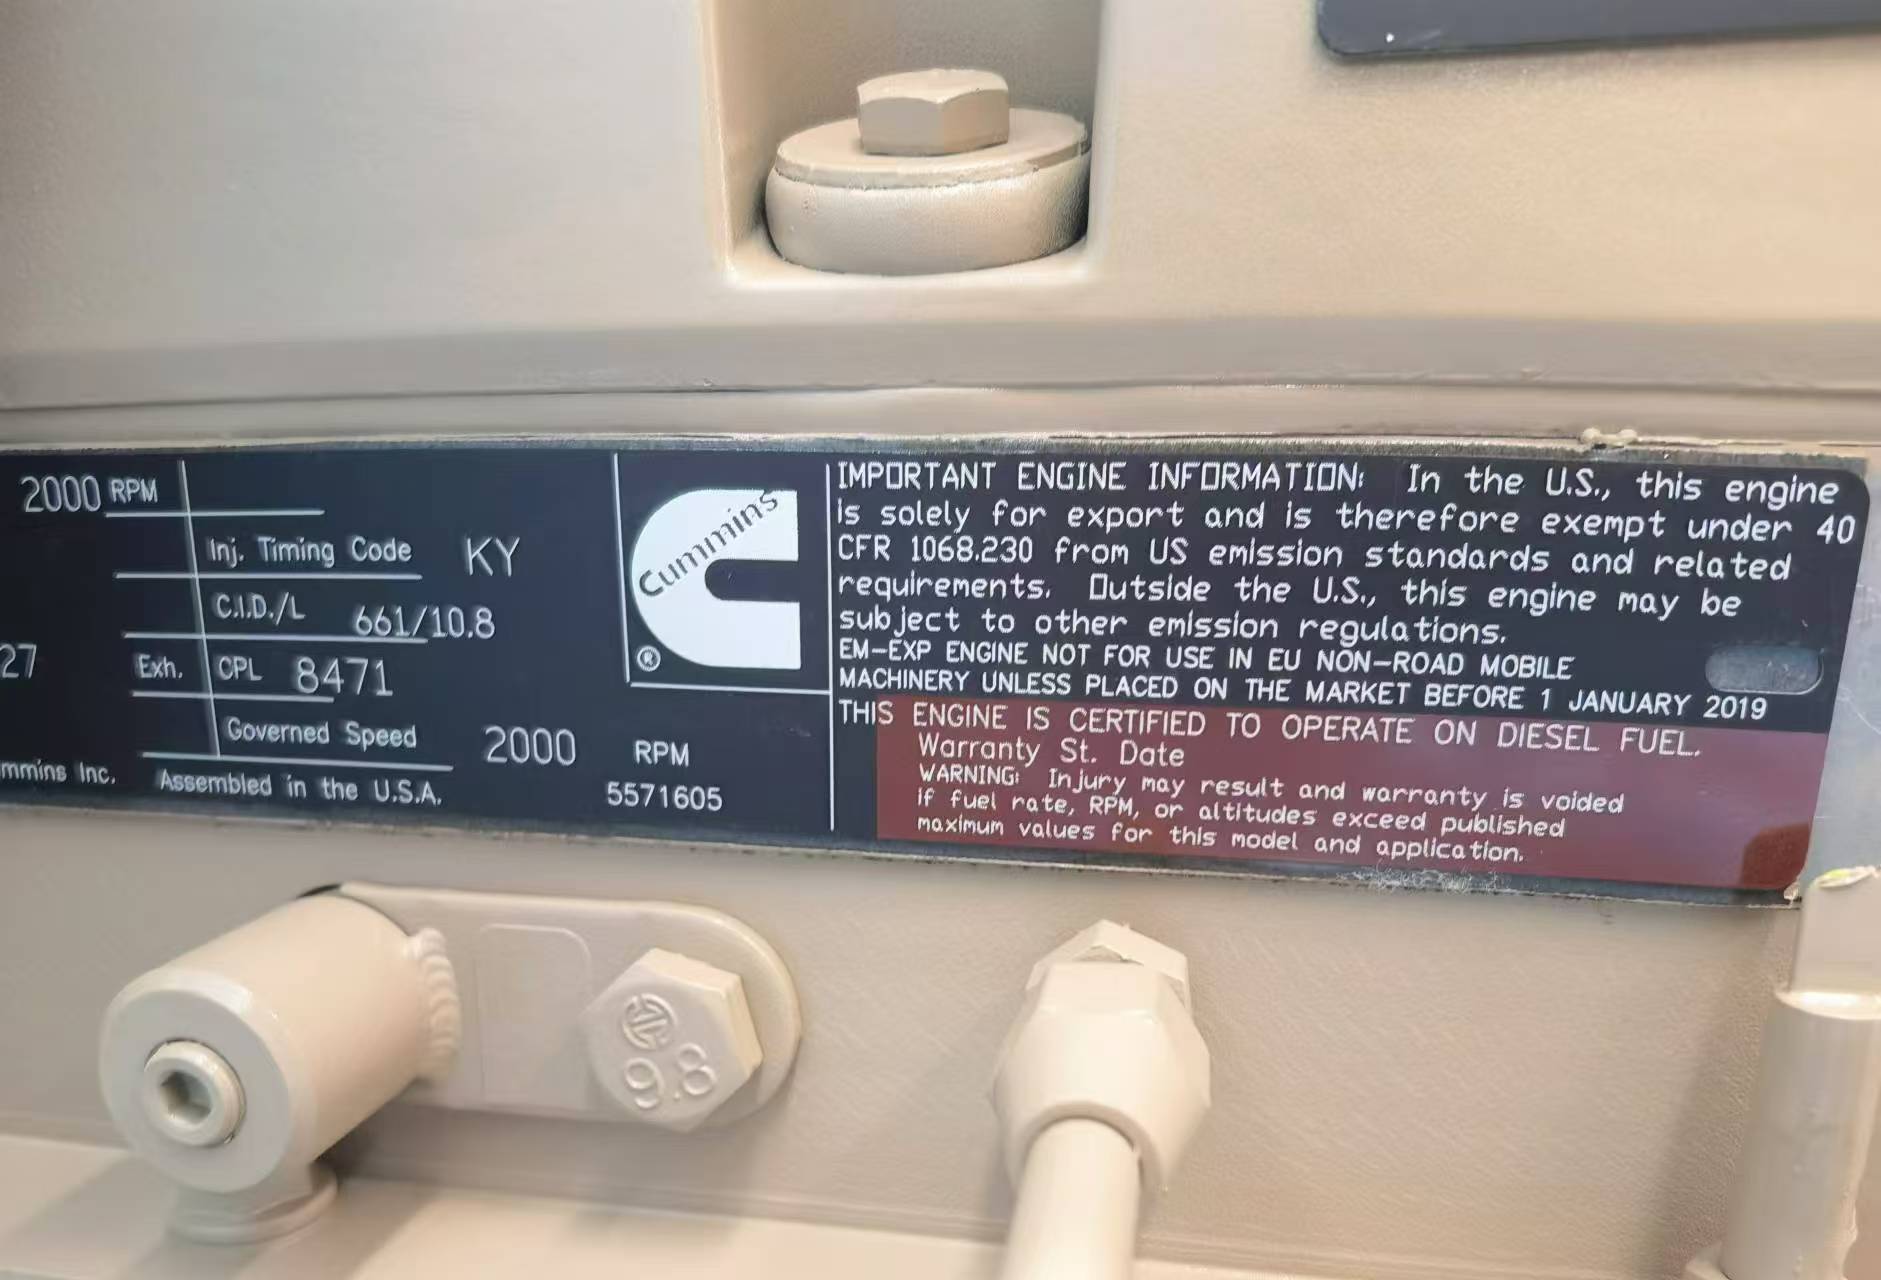 2000 RPM
Inj. Timing Code KY
C.I.D./L 661/10.8
27 Exh. CPL 8471
Governed Speed 2000 RPM
mmins Inc. Assembled in the U.S.A. 5571605
Cummins
®
IMPORTANT ENGINE INFORMATION: In the U.S., this engine
is solely for export and is therefore exempt under 40
CFR 1068.230 from US emission standards and related
requirements. Outside the U.S., this engine may be
subject to other emission regulations.
EM-EXP ENGINE NOT FOR USE IN EU NON-ROAD MOBILE
MACHINERY UNLESS PLACED ON THE MARKET BEFORE 1 JANUARY 2019
THIS ENGINE IS CERTIFIED TO OPERATE ON DIESEL FUEL.
Warranty St. Date
WARNING: Injury may result and warranty is voided
if fuel rate, RPM, or altitudes exceed published
maximum values for this model and application.
9.8